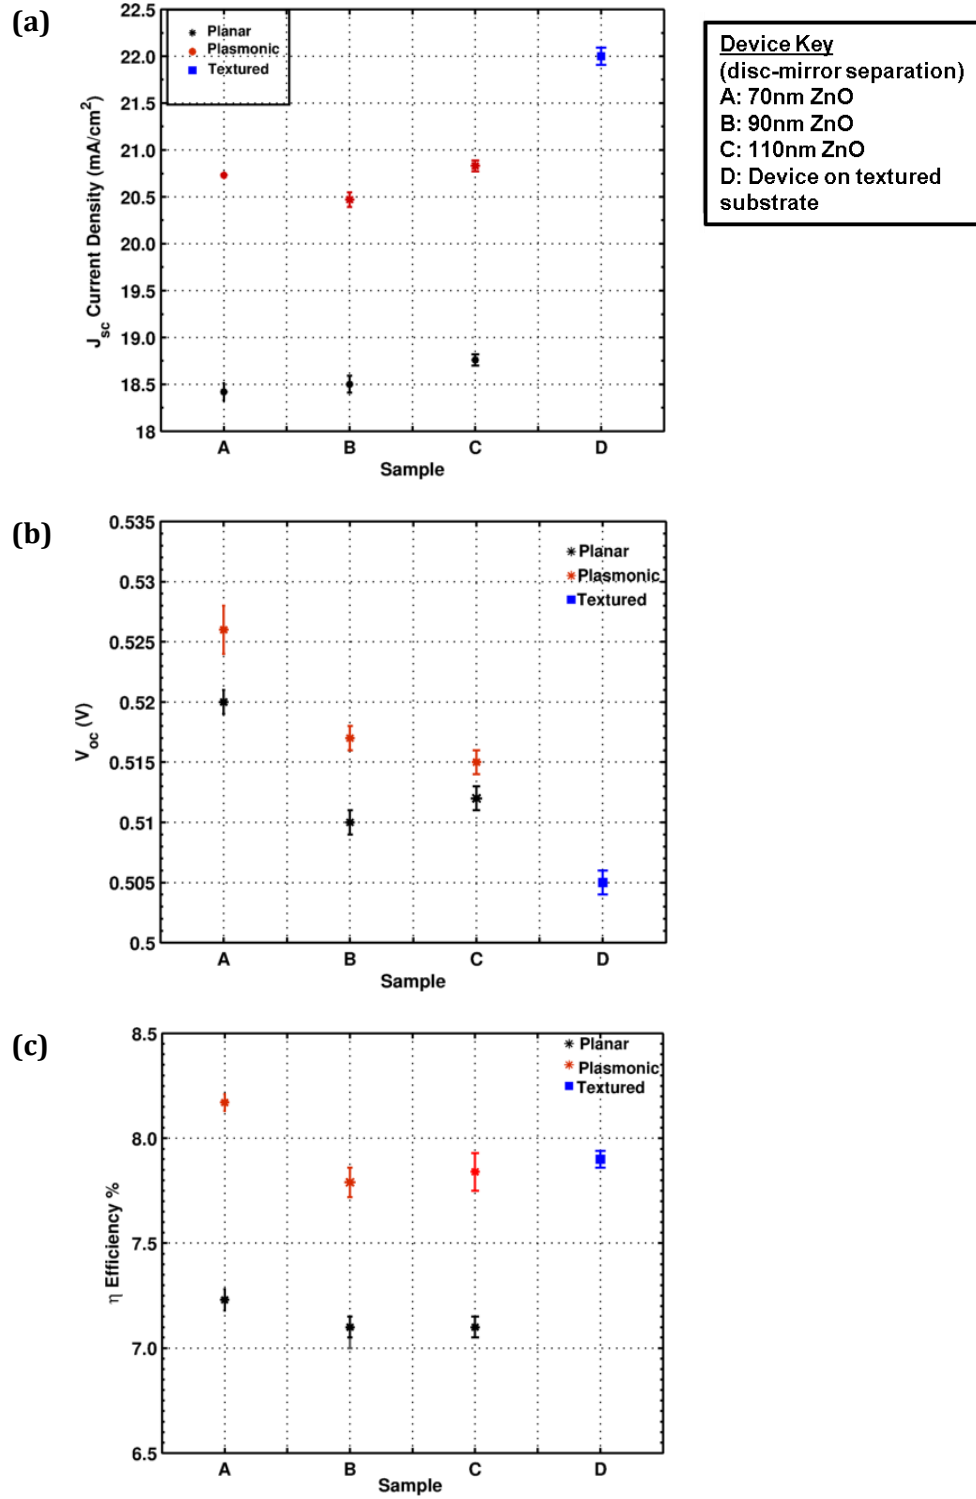 (a)
22.5
22.0
21.5
21.0
20.5
20.0
19.5
19.0
18.5
18
J_sc Current Density (mA/cm²)
Planar
Plasmonic
Textured
A B C D
Sample
Device Key
(disc-mirror separation)
A: 70nm ZnO
B: 90nm ZnO
C: 110nm ZnO
D: Device on textured
substrate
(b)
0.535
0.53
0.525
0.52
0.515
0.51
0.505
0.5
V_oc (V)
Planar
Plasmonic
Textured
A B C D
Sample
(c)
8.5
8.0
7.5
7.0
6.5
η Efficiency %
Planar
Plasmonic
Textured
A B C D
Sample